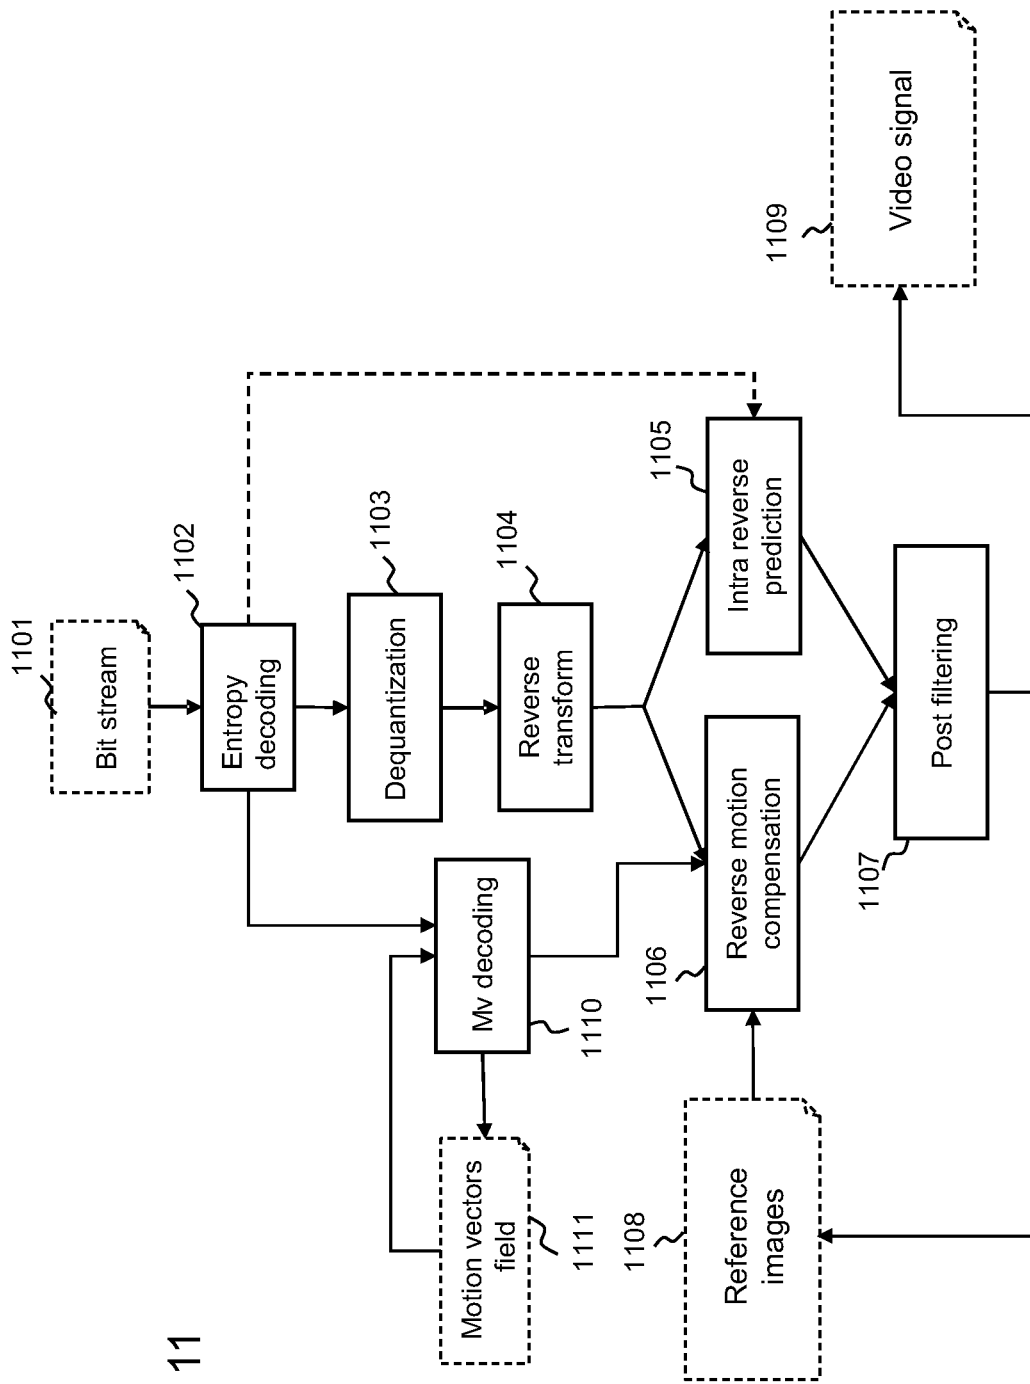 11
1101
Bit stream
1102
Entropy
decoding
1103
Dequantization
1104
Reverse
transform
1105
Intra reverse
prediction
1106
Reverse motion
compensation
1107
Post filtering
1108
Reference
images
1109
Video signal
1110
Mv decoding
1111
Motion vectors
field